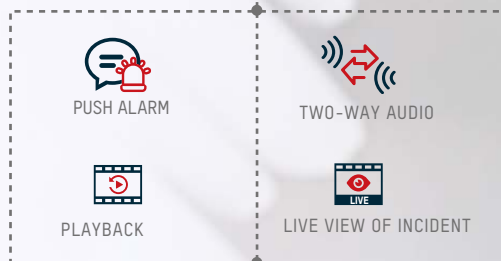 PUSH ALARM
TWO-WAY AUDIO
PLAYBACK
LIVE
LIVE VIEW OF INCIDENT